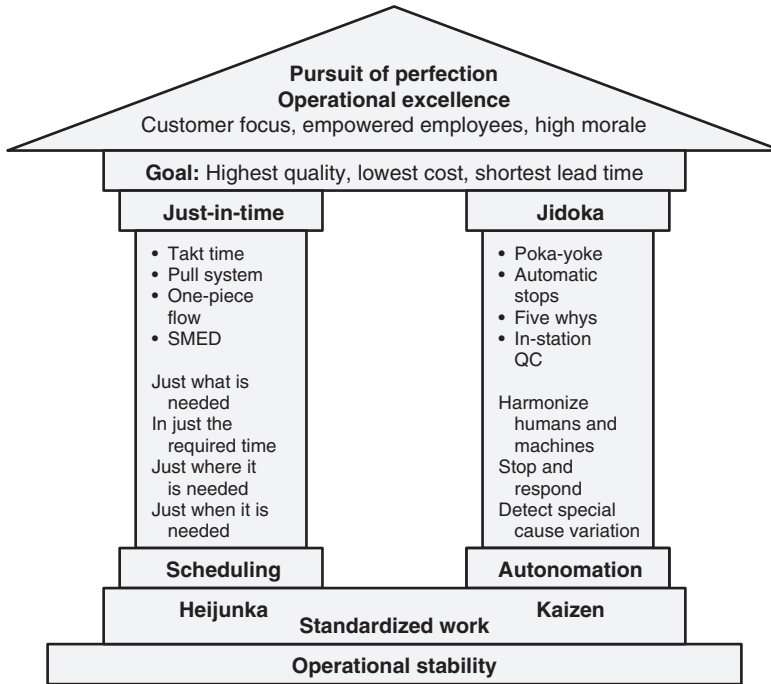 Pursuit of perfection
Operational excellence
Customer focus, empowered employees, high morale
Goal: Highest quality, lowest cost, shortest lead time
Just-in-time
• Takt time
• Pull system
• One-piece
flow
• SMED
Just what is
needed
In just the
required time
Just where it
is needed
Just when it is
needed
Scheduling
Jidoka
• Poka-yoke
• Automatic
stops
• Five whys
• In-station
QC
Harmonize
humans and
machines
Stop and
respond
Detect special
cause variation
Autonomation
Heijunka
Kaizen
Standardized work
Operational stability